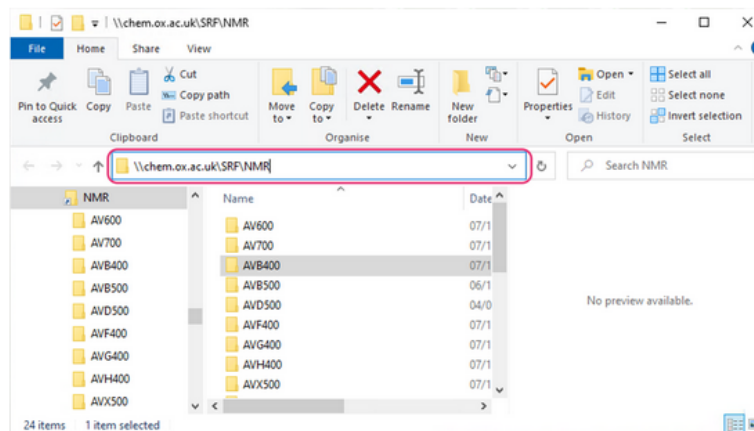 \\chem.ox.ac.uk\SRF\NMR
File Home Share View
Pin to Quick access
Copy
Paste
Cut
Copy path
Paste shortcut
Clipboard
Move to
Copy to
Delete
Rename
Organise
New folder
New
Properties
Open
Edit
History
Open
Select all
Select none
Invert selection
Select
\\chem.ox.ac.uk\SRF\NMR
Search NMR
NMR
AV600
AV700
AVB400
AVB500
AVD500
AVF400
AVG400
AVH400
AVX500
Name Date
AV600 07/1
AV700 07/1
AVB400 07/1
AVB500 06/1
AVD500 04/0
AVF400 07/1
AVG400 07/1
AVH400 07/1
AVX500 07/1
No preview available.
24 items 1 item selected